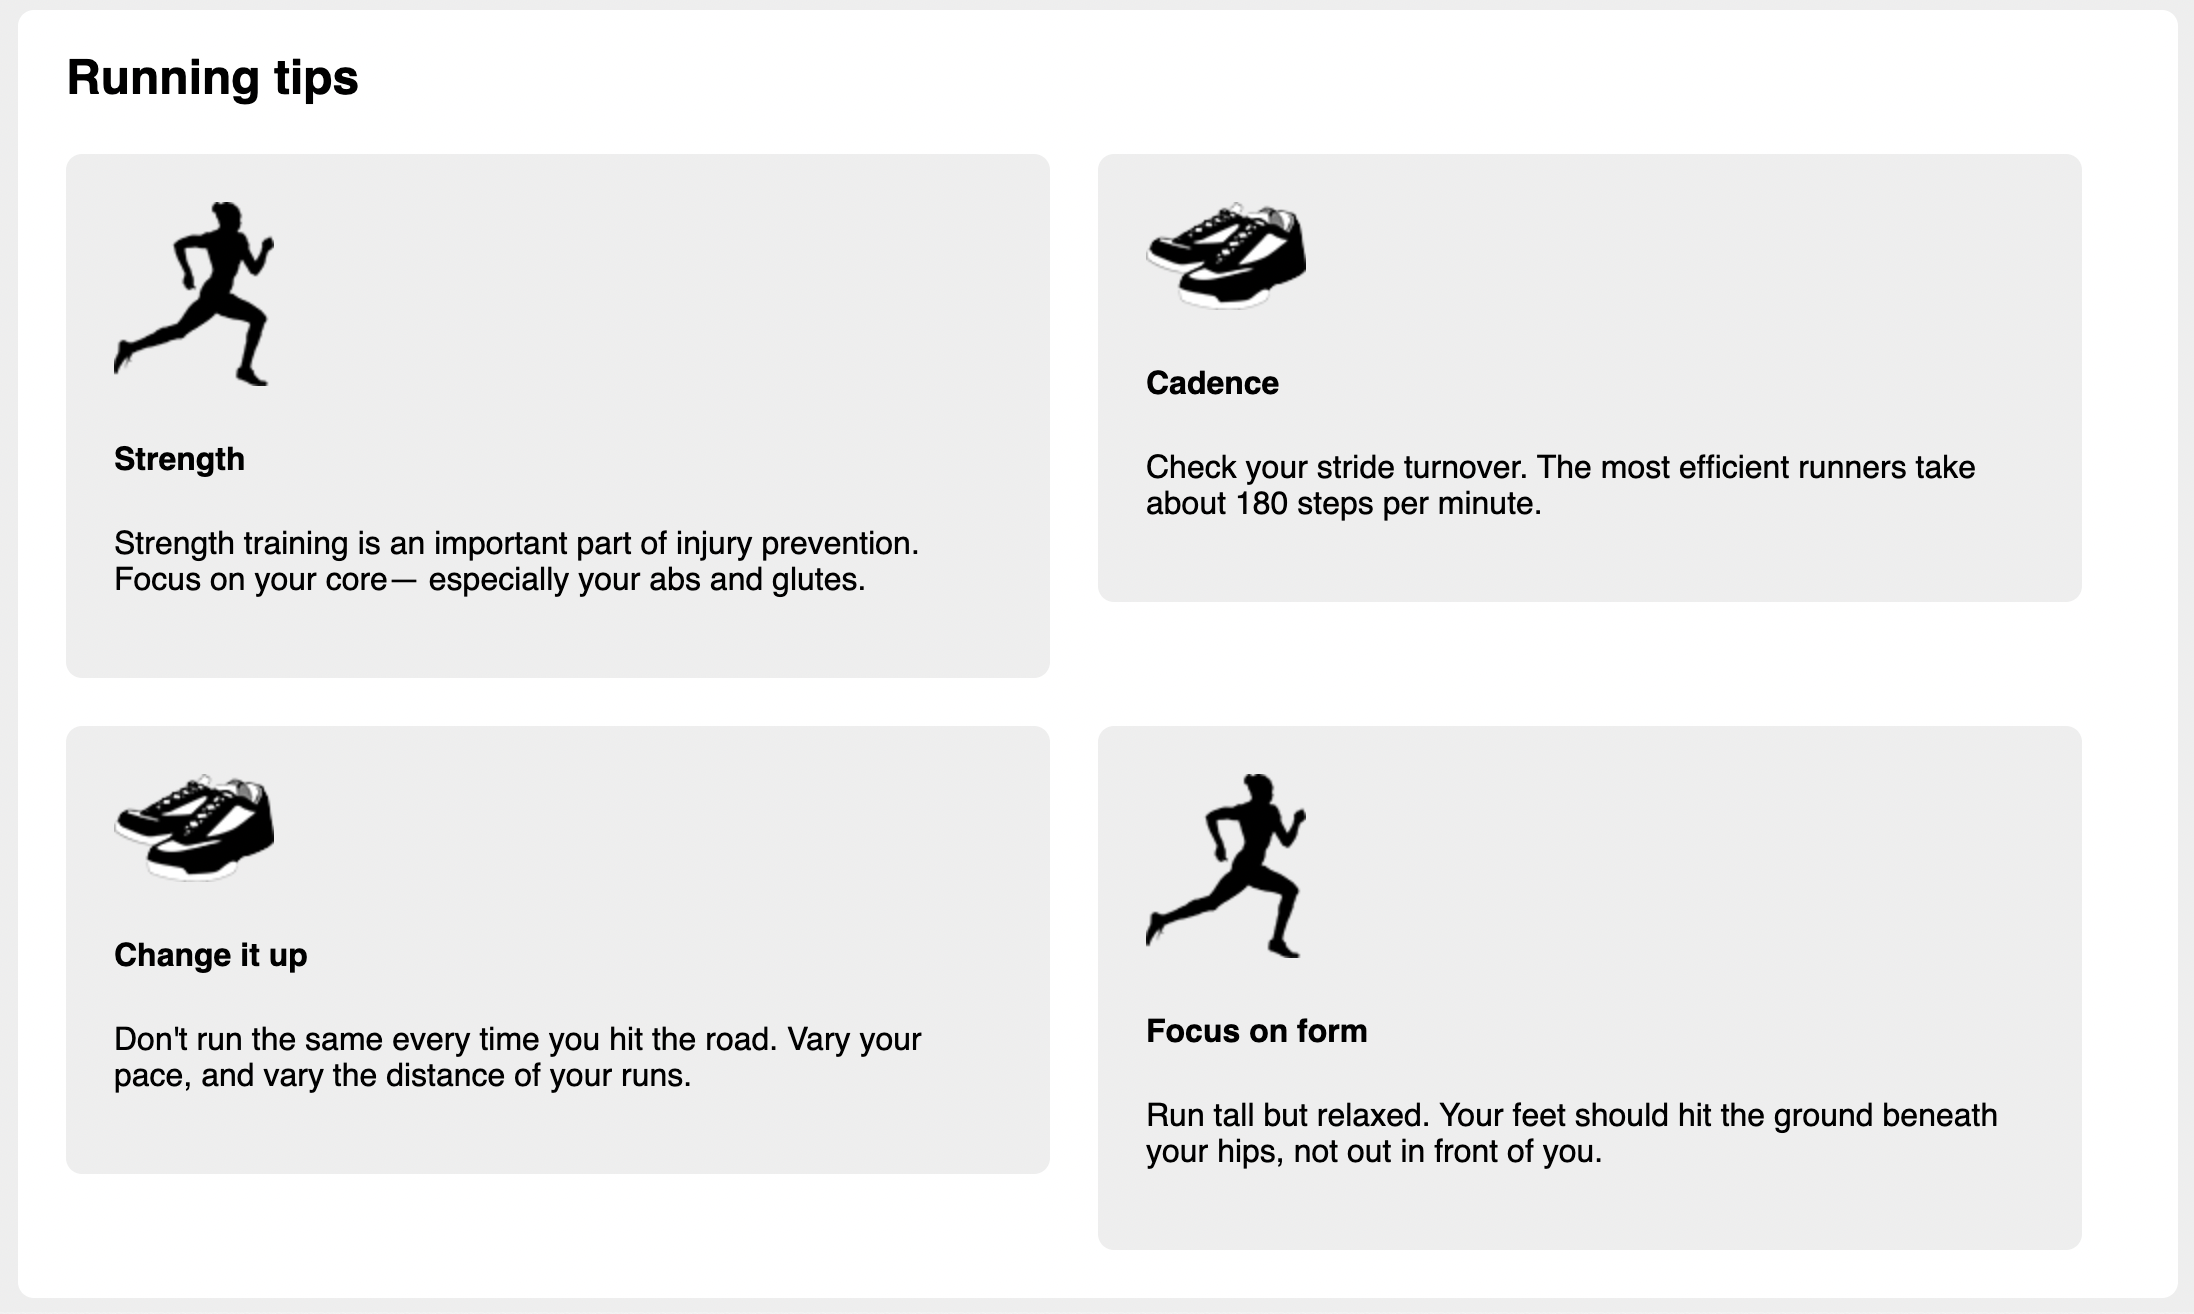 Running tips
Strength
Strength training is an important part of injury prevention.
Focus on your core— especially your abs and glutes.
Cadence
Check your stride turnover. The most efficient runners take
about 180 steps per minute.
Change it up
Don't run the same every time you hit the road. Vary your
pace, and vary the distance of your runs.
Focus on form
Run tall but relaxed. Your feet should hit the ground beneath
your hips, not out in front of you.